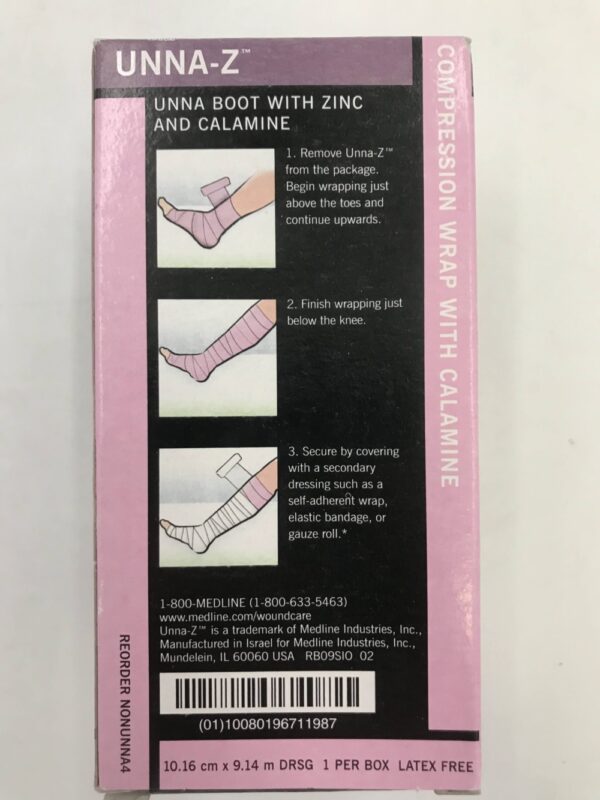 UNNA-Z™
COMPRESSION WRAP WITH CALAMINE
UNNA BOOT WITH ZINC
AND CALAMINE
1. Remove Unna-Z™
from the package.
Begin wrapping just
above the toes and
continue upwards.
2. Finish wrapping just
below the knee.
3. Secure by covering
with a secondary
dressing such as a
self-adherent wrap,
elastic bandage, or
gauze roll.*
1-800-MEDLINE (1-800-633-5463)
www.medline.com/woundcare
Unna-Z™ is a trademark of Medline Industries, Inc.,
Manufactured in Israel for Medline Industries, Inc.,
Mundelein, IL 60060 USA RB09SIO 02
(01)10080196711987
REORDER NONUNNA4
10.16 cm x 9.14 m DRSG 1 PER BOX LATEX FREE